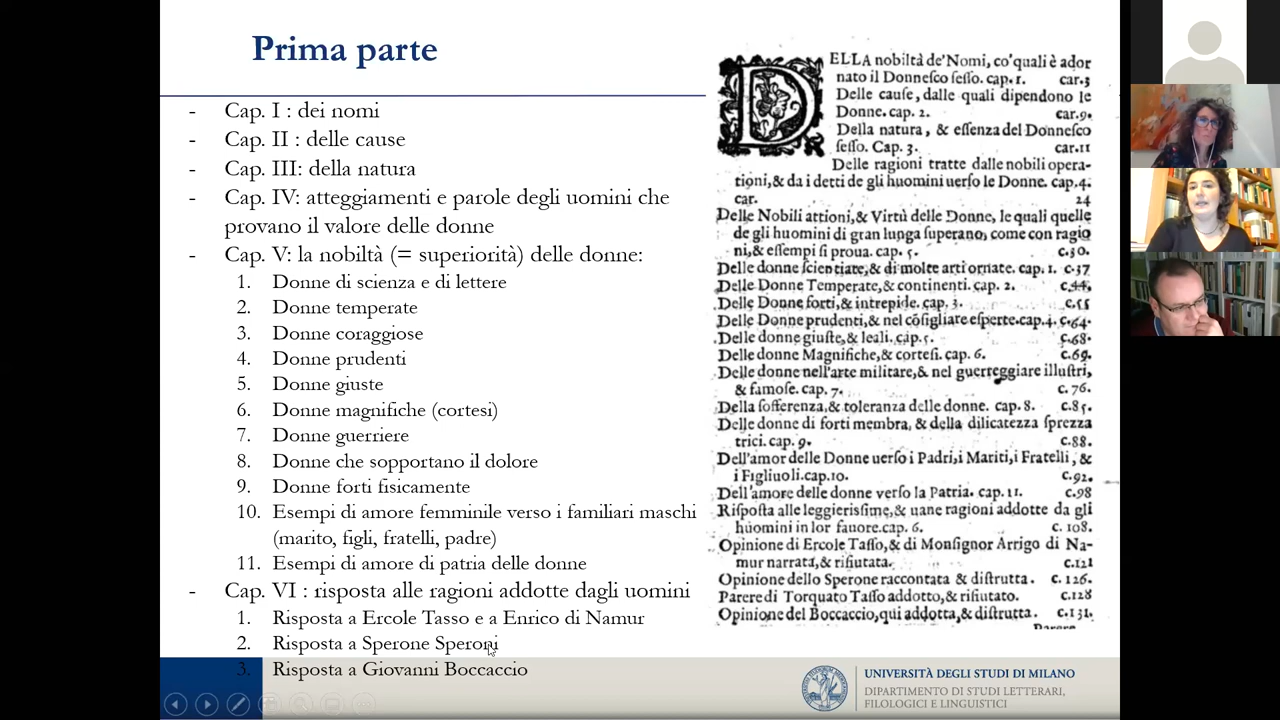 Prima parte
- Cap. I : dei nomi
- Cap. II : delle cause
- Cap. III: della natura
- Cap. IV: atteggiamenti e parole degli uomini che
provano il valore delle donne
- Cap. V: la nobiltà (= superiorità) delle donne:
1. Donne di scienza e di lettere
2. Donne temperate
3. Donne coraggiose
4. Donne prudenti
5. Donne giuste
6. Donne magnifiche (cortesi)
7. Donne guerriere
8. Donne che sopportano il dolore
9. Donne forti fisicamente
10. Esempi di amore femminile verso i familiari maschi
(marito, figli, fratelli, padre)
11. Esempi di amore di patria delle donne
- Cap. VI : risposta alle ragioni addotte dagli uomini
1. Risposta a Ercole Tasso e a Enrico di Namur
2. Risposta a Sperone Speroni
3. Risposta a Giovanni Boccaccio
DELLA nobiltà de'Nomi, co'quali è ador
nato il Donnesco sesso. cap. 1. car.3
Delle cause, dalle quali dipendono le
Donne. cap. 2. car.9.
Della natura, & essenza del Donnesco
sesso. Cap. 3. car.11
Delle ragioni tratte dalle nobili opera-
tioni,& da i detti de gli huomini uerso le Donne. cap.4.
car. 24
Delle Nobili attioni,& Virtù delle Donne, le quali quelle
de gli huomini di gran lunga superano, come con ragio
ni,& essempi si proua. cap. 5. c.30.
Delle donne scientiate,& di molte arti ornate. cap. 1. c.37
Delle Donne Temperate,& continenti. cap. 2. c.44.
Delle Donne forti,& intrepide. cap. 3. c.55
Delle Donne prudenti,& nel cõsigliare esperte.cap.4. c.64.
Delle donne giuste,& leali. cap.5. c.68.
Delle donne Magnifiche,& cortesi. cap. 6. c.69.
Delle donne nell'arte militare,& nel guerreggiare illustri,
& famose. cap. 7. c. 76.
Della sofferenza,& toleranza delle donne. cap. 8. c.85.
Delle donne di forti membra, & della dilicatezza sprezza
trici. cap. 9. c.88.
Dell'amor delle Donne uerso i Padri,i Mariti,i Fratelli, &
i Figliuoli.cap.10. c.92.
Dell'amore delle donne verso la Patria. cap. 11. c.98
Risposta alle leggierissime,& uane ragioni addotte da gli
huomini in lor fauore.cap. 6. c. 108.
Opinione di Ercole Tasso,& di Monsignor Arrigo di Na-
mur narrata,& rifiutata. c.121
Opinione dello Sperone raccontata & distrutta. c. 126.
Parere di Torquato Tasso addotto,& rifiutato. c.128
Opinione del Boccaccio,qui addotta,& distrutta. c.131.
UNIVERSITÀ DEGLI STUDI DI MILANO
DIPARTIMENTO DI STUDI LETTERARI,
FILOLOGICI E LINGUISTICI